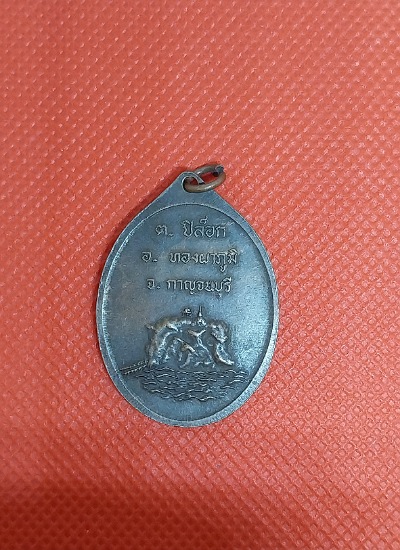 ต. ปิล๊อก
อ. ทองผาภูมิ
จ. กาญจนบุรี